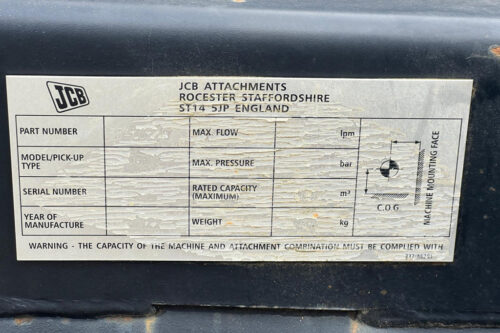 JCB
JCB ATTACHMENTS
ROCESTER STAFFORDSHIRE
ST14 5JP ENGLAND
PART NUMBER MAX. FLOW lpm
MODEL/PICK-UP TYPE MAX. PRESSURE bar
SERIAL NUMBER RATED CAPACITY (MAXIMUM) m³
YEAR OF MANUFACTURE WEIGHT kg
C.O.G
MACHINE MOUNTING FACE
WARNING - THE CAPACITY OF THE MACHINE AND ATTACHMENT COMBINATION MUST BE COMPLIED WITH